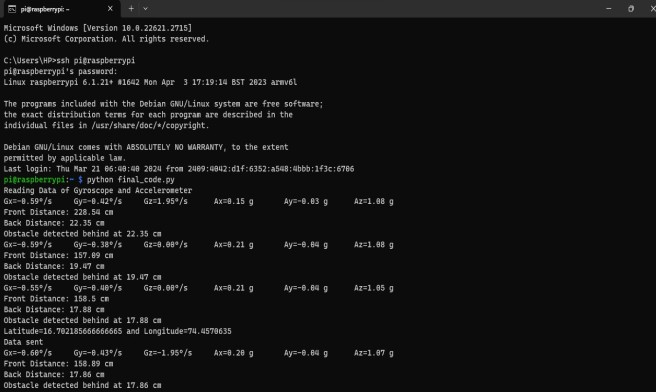 pi@raspberrypi: ~
Microsoft Windows [Version 10.0.22621.2715]
(c) Microsoft Corporation. All rights reserved.
C:\Users\HP>ssh pi@raspberrypi
pi@raspberrypi's password:
Linux raspberrypi 6.1.21+ #1642 Mon Apr  3 17:19:14 BST 2023 armv6l
The programs included with the Debian GNU/Linux system are free software;
the exact distribution terms for each program are described in the
individual files in /usr/share/doc/*/copyright.
Debian GNU/Linux comes with ABSOLUTELY NO WARRANTY, to the extent
permitted by applicable law.
Last login: Thu Mar 21 06:40:40 2024 from 2409:4042:d1f:6352:a548:4bbb:1f3c:6706
pi@raspberrypi:~ $ python final_code.py
Reading Data of Gyroscope and Accelerometer
Gx=-0.59°/s Gy=-0.42°/s Gz=1.95°/s Ax=0.15 g Ay=-0.03 g Az=1.08 g
Front Distance: 228.54 cm
Back Distance: 22.35 cm
Obstacle detected behind at 22.35 cm
Gx=-0.59°/s Gy=-0.38°/s Gz=0.00°/s Ax=0.21 g Ay=-0.04 g Az=1.08 g
Front Distance: 157.09 cm
Back Distance: 19.47 cm
Obstacle detected behind at 19.47 cm
Gx=-0.55°/s Gy=-0.40°/s Gz=0.00°/s Ax=0.21 g Ay=-0.04 g Az=1.05 g
Front Distance: 158.5 cm
Back Distance: 17.88 cm
Obstacle detected behind at 17.88 cm
Latitude=16.702185666666665 and Longitude=74.4570635
Data sent
Gx=-0.60°/s Gy=-0.43°/s Gz=-1.95°/s Ax=0.20 g Ay=-0.04 g Az=1.07 g
Front Distance: 158.89 cm
Back Distance: 17.86 cm
Obstacle detected behind at 17.86 cm